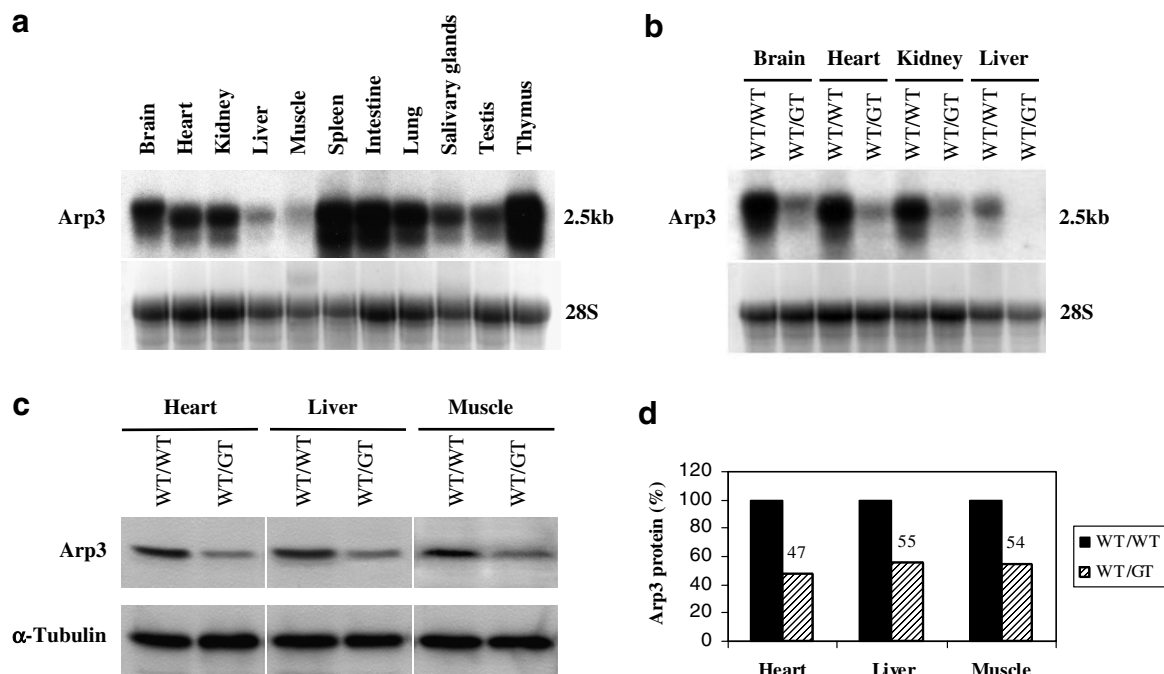 a
Brain Heart Kidney Liver Muscle Spleen Intestine Lung Salivary glands Testis Thymus
Arp3 2.5kb
28S
b
Brain Heart Kidney Liver
WT/WT WT/GT WT/WT WT/GT WT/WT WT/GT WT/WT WT/GT
Arp3 2.5kb
28S
c
Heart Liver Muscle
WT/WT WT/GT WT/WT WT/GT WT/WT WT/GT
Arp3
α-Tubulin
d
Arp3 protein (%)
120
100
80
60
40
20
0
47 55 54
Heart Liver Muscle
WT/WT
WT/GT